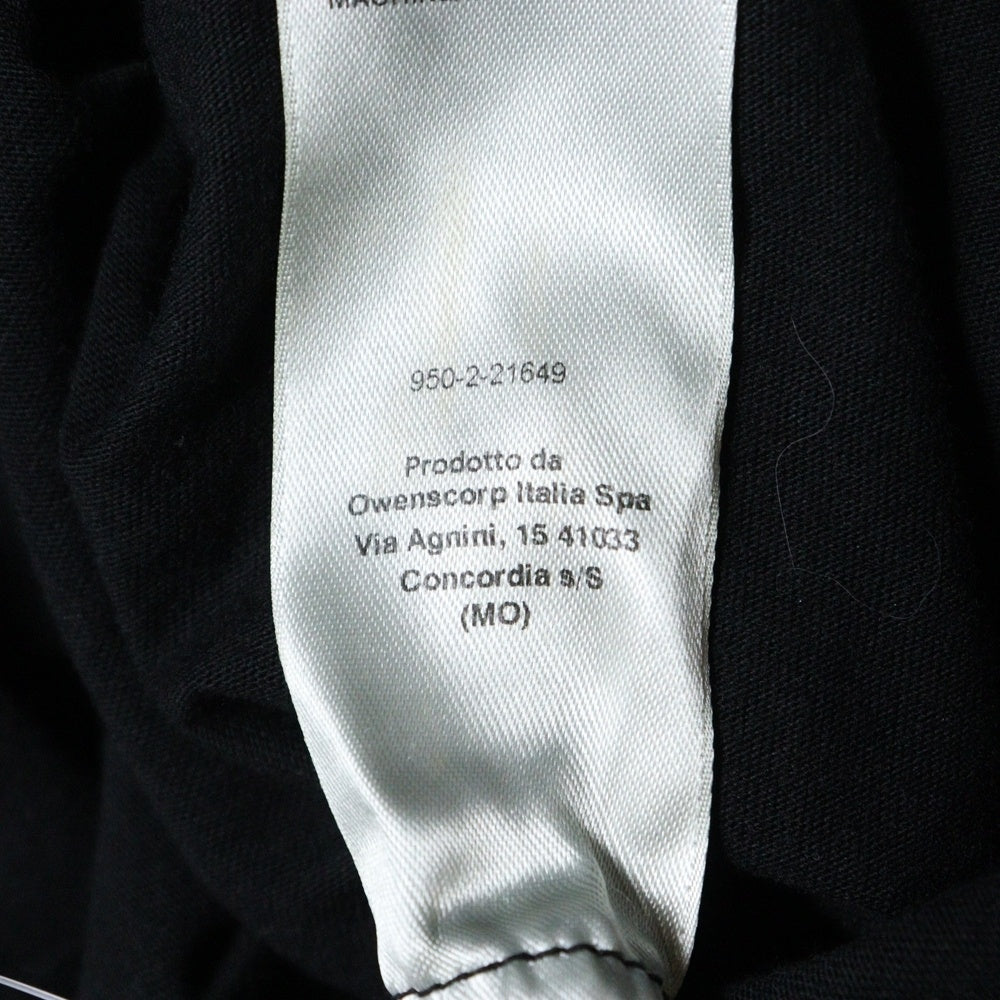 950-2-21649
Prodotto da
Owenscorp Italia Spa
Via Agnini, 15 41033
Concordia s/S
(MO)